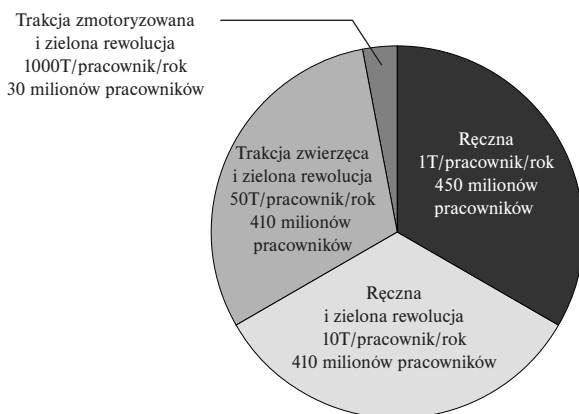 Trakcja zmotoryzowana
i zielona rewolucja
1000T/pracownik/rok
30 milionów pracowników
Ręczna
1T/pracownik/rok
450 milionów
pracowników
Trakcja zwierzęca
i zielona rewolucja
50T/pracownik/rok
410 milionów
pracowników
Ręczna
i zielona rewolucja
10T/pracownik/rok
410 milionów pracowników